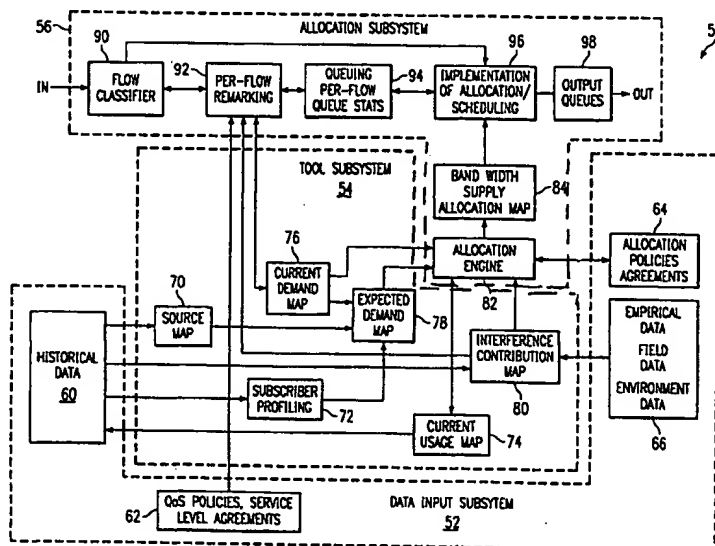 56
ALLOCATION SUBSYSTEM
5
90
92
96
98
IN
FLOW
CLASSIFIER
PER-FLOW
REMARKING
QUEUING
PER-FLOW
QUEUE STATS
94
IMPLEMENTATION
OF ALLOCATION/
SCHEDULING
OUTPUT
QUEUES
OUT
TOOL SUBSYSTEM
54
BAND WIDTH
SUPPLY
ALLOCATION MAP
84
76
CURRENT
DEMAND
MAP
ALLOCATION
ENGINE
82
64
ALLOCATION
POLICIES
AGREEMENTS
70
SOURCE
MAP
EXPECTED
DEMAND
MAP
78
HISTORICAL
DATA
60
INTERFERENCE
CONTRIBUTION
MAP
80
EMPIRICAL
DATA
FIELD
DATA
ENVIRONMENT
DATA
66
SUBSCRIBER
PROFILING
72
CURRENT
USAGE MAP
74
62
QoS POLICIES, SERVICE
LEVEL AGREEMENTS
DATA INPUT SUBSYTEM
52